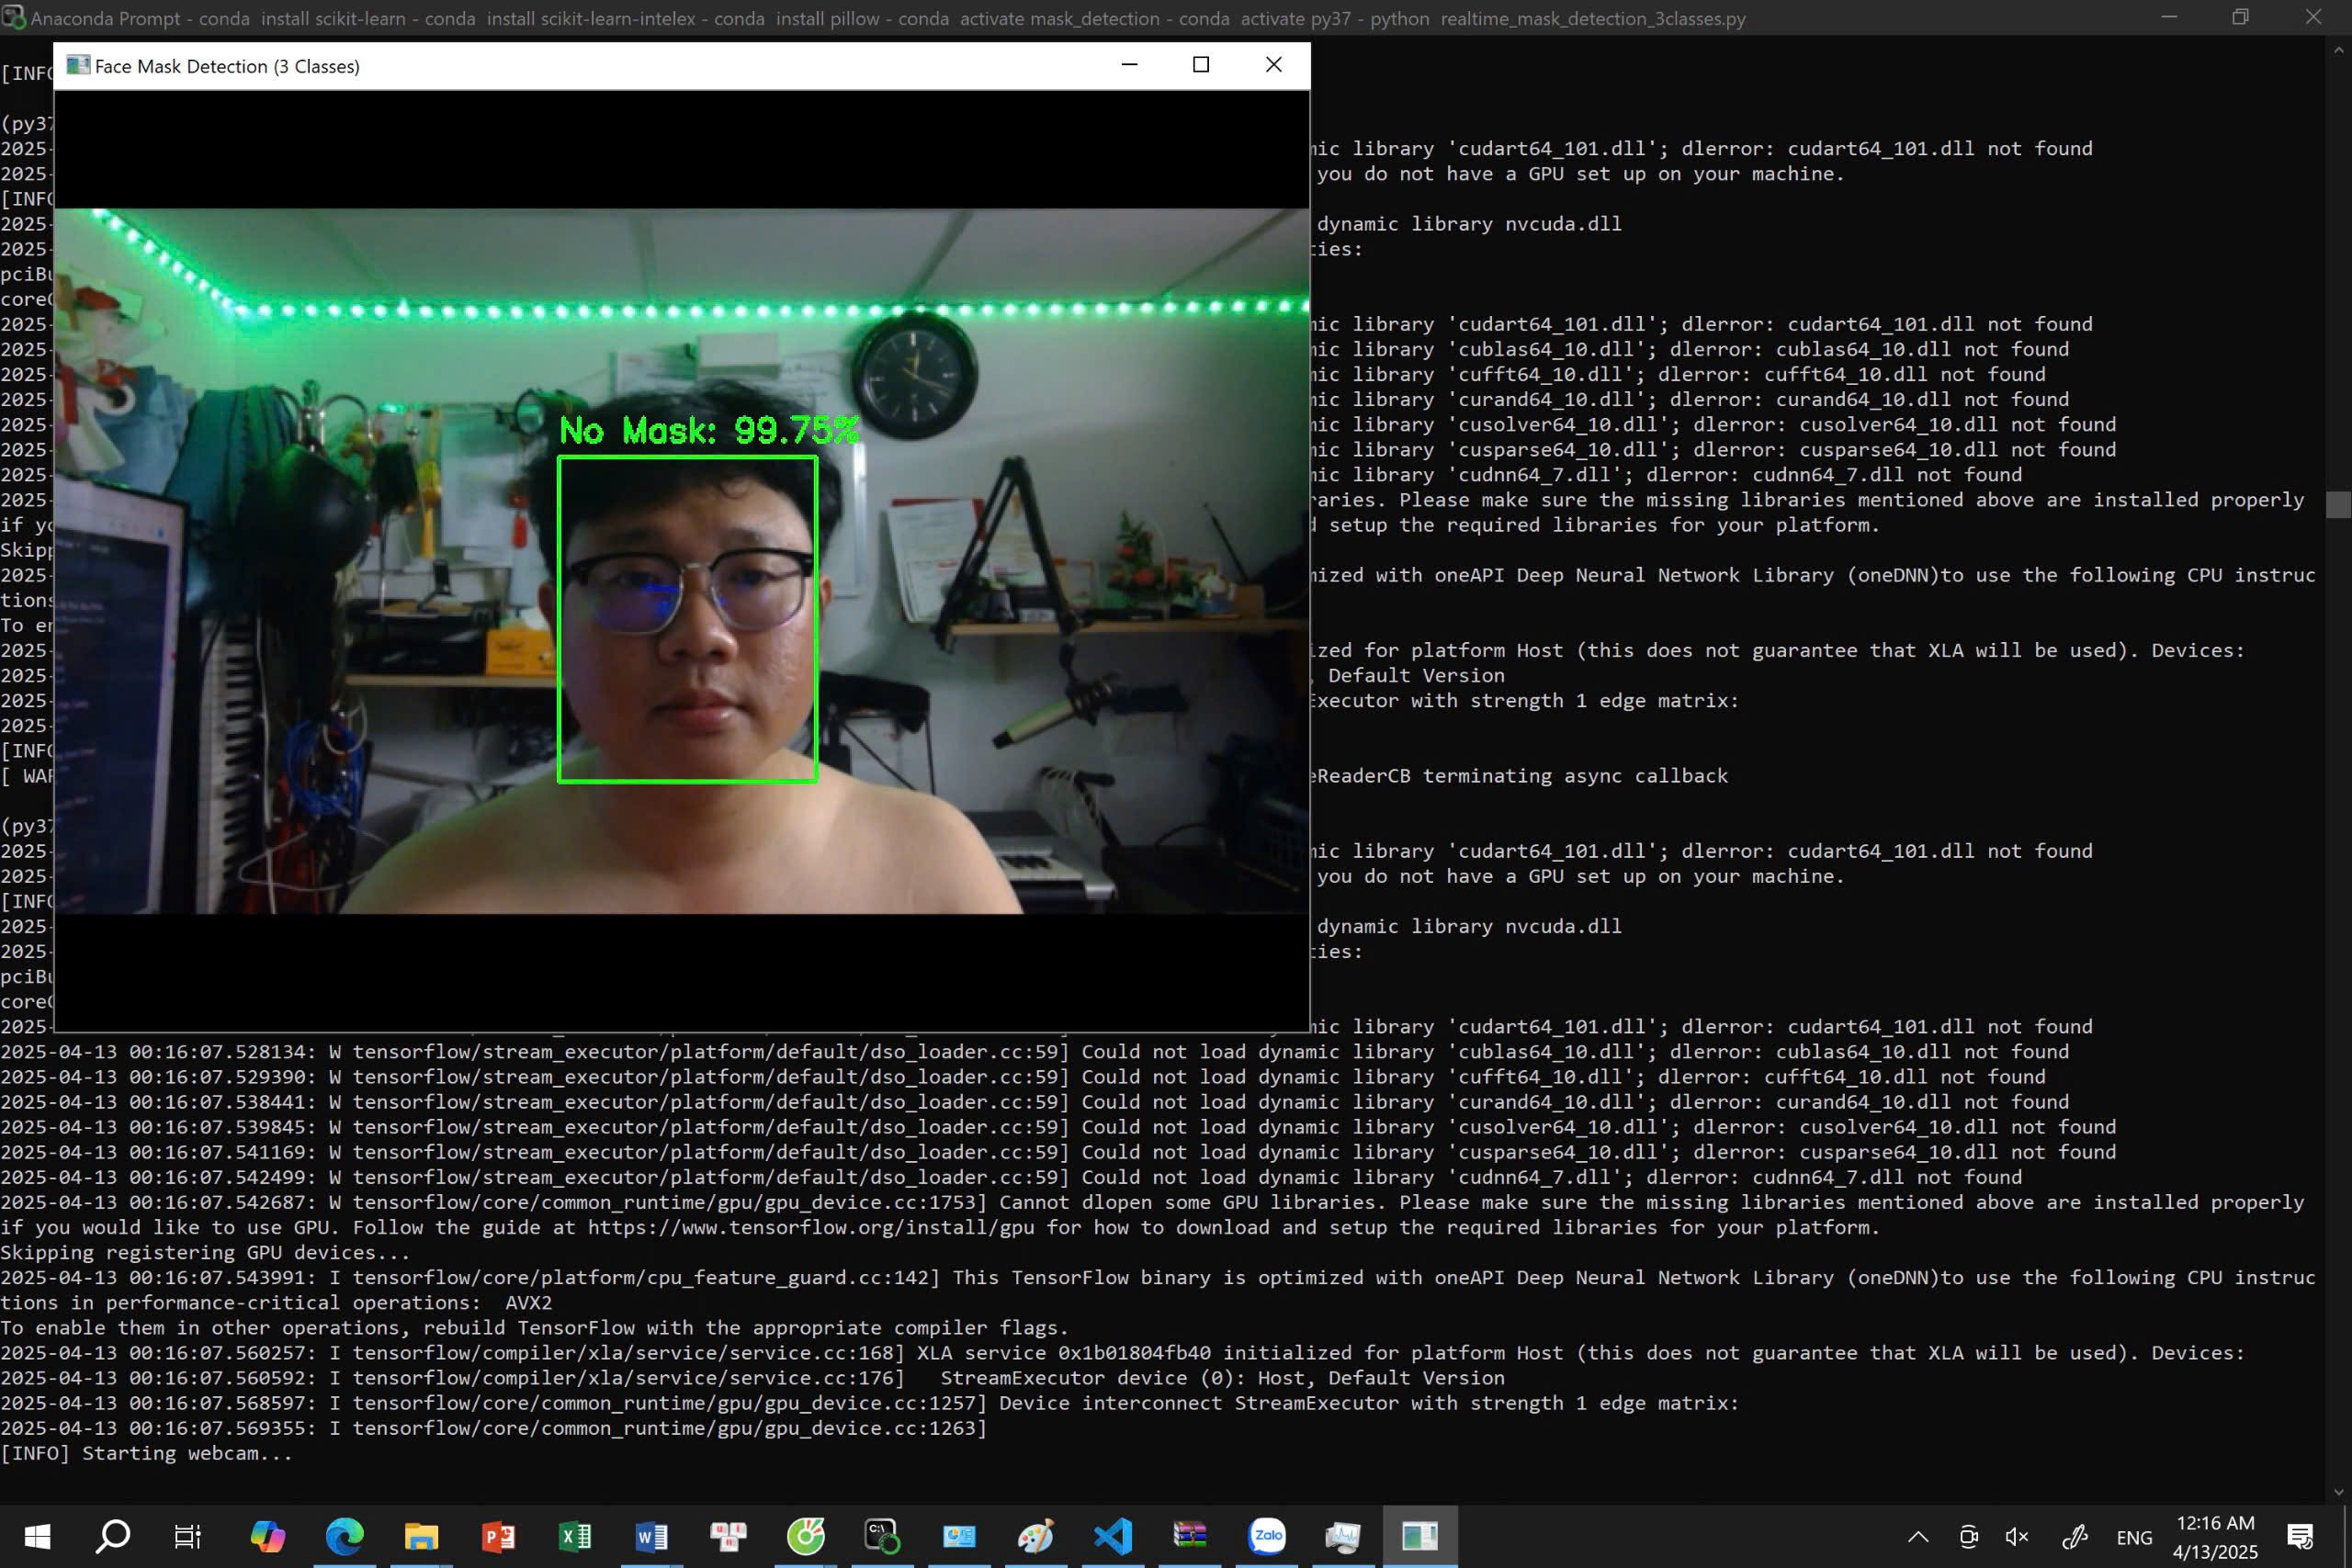 Anaconda Prompt - conda  install scikit-learn - conda  install scikit-learn-intelex - conda  install pillow - conda  activate mask_detection - conda  activate py37 - python  realtime_mask_detection_3classes.py
Face Mask Detection (3 Classes)
[INFO
(py37
2025- mic library 'cudart64_101.dll'; dlerror: cudart64_101.dll not found
2025- you do not have a GPU set up on your machine.
[INFO
2025- dynamic library nvcuda.dll
2025- ties:
pciBu
coreC
2025- mic library 'cudart64_101.dll'; dlerror: cudart64_101.dll not found
2025- mic library 'cublas64_10.dll'; dlerror: cublas64_10.dll not found
2025- mic library 'cufft64_10.dll'; dlerror: cufft64_10.dll not found
2025- mic library 'curand64_10.dll'; dlerror: curand64_10.dll not found
2025- mic library 'cusolver64_10.dll'; dlerror: cusolver64_10.dll not found
No Mask: 99.75%
2025- mic library 'cusparse64_10.dll'; dlerror: cusparse64_10.dll not found
2025- mic library 'cudnn64_7.dll'; dlerror: cudnn64_7.dll not found
2025- raries. Please make sure the missing libraries mentioned above are installed properly
if yo d setup the required libraries for your platform.
Skipp
2025- mized with oneAPI Deep Neural Network Library (oneDNN)to use the following CPU instruc
tions
To en
2025- ized for platform Host (this does not guarantee that XLA will be used). Devices:
2025- , Default Version
2025- Executor with strength 1 edge matrix:
2025-
[INFO
[ WAR eReaderCB terminating async callback
(py37
2025- mic library 'cudart64_101.dll'; dlerror: cudart64_101.dll not found
2025- you do not have a GPU set up on your machine.
[INFO
2025- dynamic library nvcuda.dll
2025- ties:
pciBu
coreC
2025- mic library 'cudart64_101.dll'; dlerror: cudart64_101.dll not found
2025-04-13 00:16:07.528134: W tensorflow/stream_executor/platform/default/dso_loader.cc:59] Could not load dynamic library 'cublas64_10.dll'; dlerror: cublas64_10.dll not found
2025-04-13 00:16:07.529390: W tensorflow/stream_executor/platform/default/dso_loader.cc:59] Could not load dynamic library 'cufft64_10.dll'; dlerror: cufft64_10.dll not found
2025-04-13 00:16:07.538441: W tensorflow/stream_executor/platform/default/dso_loader.cc:59] Could not load dynamic library 'curand64_10.dll'; dlerror: curand64_10.dll not found
2025-04-13 00:16:07.539845: W tensorflow/stream_executor/platform/default/dso_loader.cc:59] Could not load dynamic library 'cusolver64_10.dll'; dlerror: cusolver64_10.dll not found
2025-04-13 00:16:07.541169: W tensorflow/stream_executor/platform/default/dso_loader.cc:59] Could not load dynamic library 'cusparse64_10.dll'; dlerror: cusparse64_10.dll not found
2025-04-13 00:16:07.542499: W tensorflow/stream_executor/platform/default/dso_loader.cc:59] Could not load dynamic library 'cudnn64_7.dll'; dlerror: cudnn64_7.dll not found
2025-04-13 00:16:07.542687: W tensorflow/core/common_runtime/gpu/gpu_device.cc:1753] Cannot dlopen some GPU libraries. Please make sure the missing libraries mentioned above are installed properly
if you would like to use GPU. Follow the guide at https://www.tensorflow.org/install/gpu for how to download and setup the required libraries for your platform.
Skipping registering GPU devices...
2025-04-13 00:16:07.543991: I tensorflow/core/platform/cpu_feature_guard.cc:142] This TensorFlow binary is optimized with oneAPI Deep Neural Network Library (oneDNN)to use the following CPU instruc
tions in performance-critical operations:  AVX2
To enable them in other operations, rebuild TensorFlow with the appropriate compiler flags.
2025-04-13 00:16:07.560257: I tensorflow/compiler/xla/service/service.cc:168] XLA service 0x1b01804fb40 initialized for platform Host (this does not guarantee that XLA will be used). Devices:
2025-04-13 00:16:07.560592: I tensorflow/compiler/xla/service/service.cc:176]   StreamExecutor device (0): Host, Default Version
2025-04-13 00:16:07.568597: I tensorflow/core/common_runtime/gpu/gpu_device.cc:1257] Device interconnect StreamExecutor with strength 1 edge matrix:
2025-04-13 00:16:07.569355: I tensorflow/core/common_runtime/gpu/gpu_device.cc:1263]
[INFO] Starting webcam...
Zalo
ENG
12:16 AM
4/13/2025